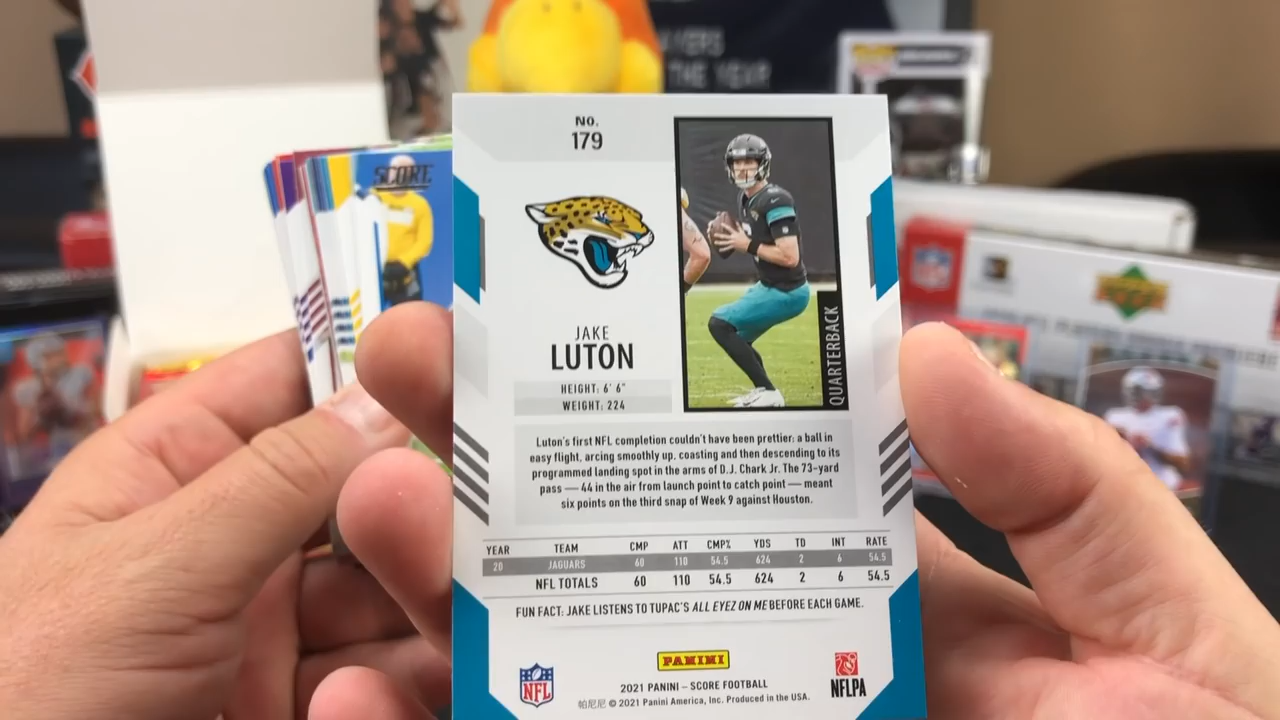 AYERS
THE YEAR
SCORE
No.
179
JAKE
LUTON
HEIGHT: 6' 6"
WEIGHT: 224
QUARTERBACK
Luton's first NFL completion couldn't have been prettier: a ball in
easy flight, arcing smoothly up, coasting and then descending to its
programmed landing spot in the arms of D.J. Chark Jr. The 73-yard
pass — 44 in the air from launch point to catch point — meant
six points on the third snap of Week 9 against Houston.
YEAR TEAM CMP ATT CMP% YDS TD INT RATE
20 JAGUARS 60 110 54.5 624 2 6 54.5
NFL TOTALS 60 110 54.5 624 2 6 54.5
FUN FACT: JAKE LISTENS TO TUPAC'S ALL EYEZ ON ME BEFORE EACH GAME.
PANINI
NFL
NFLPA
2021 PANINI – SCORE FOOTBALL
帕尼尼 © 2021 Panini America, Inc. Produced in the USA.
NFL
UPPER DECK